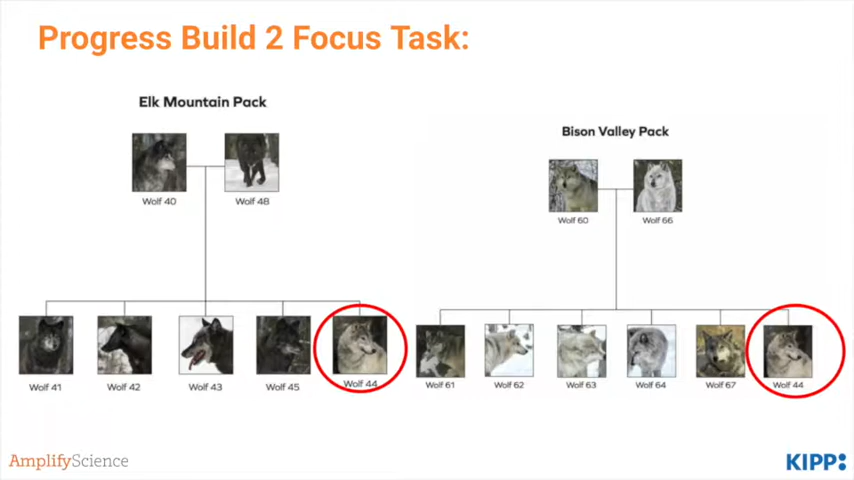 Progress Build 2 Focus Task:
Elk Mountain Pack
Wolf 40
Wolf 48
Wolf 41
Wolf 42
Wolf 43
Wolf 45
Wolf 44
Bison Valley Pack
Wolf 60
Wolf 66
Wolf 61
Wolf 62
Wolf 63
Wolf 64
Wolf 67
Wolf 44
AmplifyScience
KIPP: